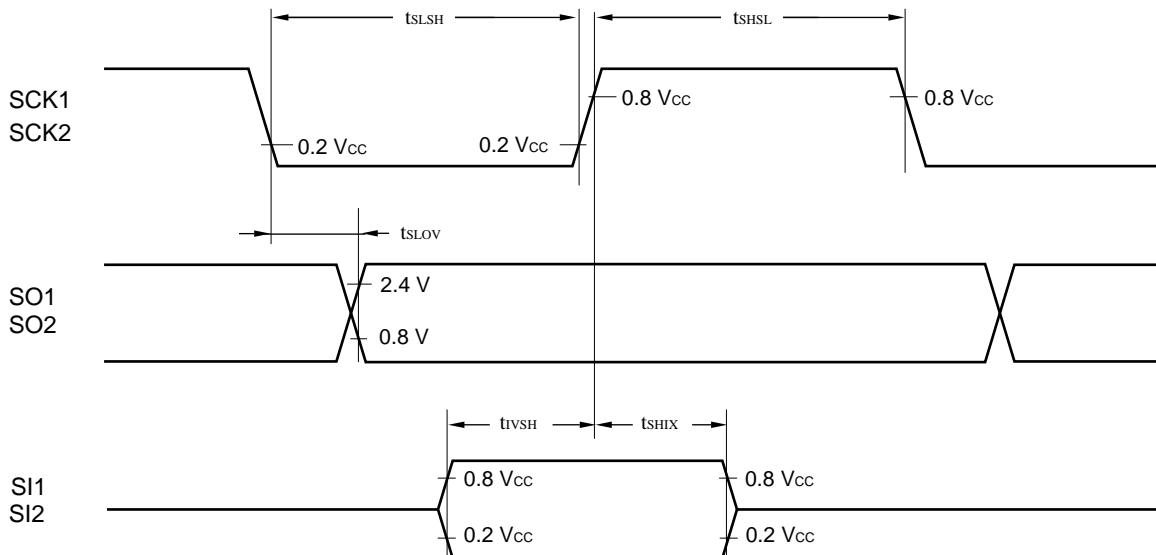 tSLSH tSHSL
SCK1 0.8 VCC 0.8 VCC
SCK2 0.2 VCC 0.2 VCC
tSLOV
SO1 2.4 V
SO2 0.8 V
tIVSH tSHIX
SI1 0.8 VCC 0.8 VCC
SI2 0.2 VCC 0.2 VCC